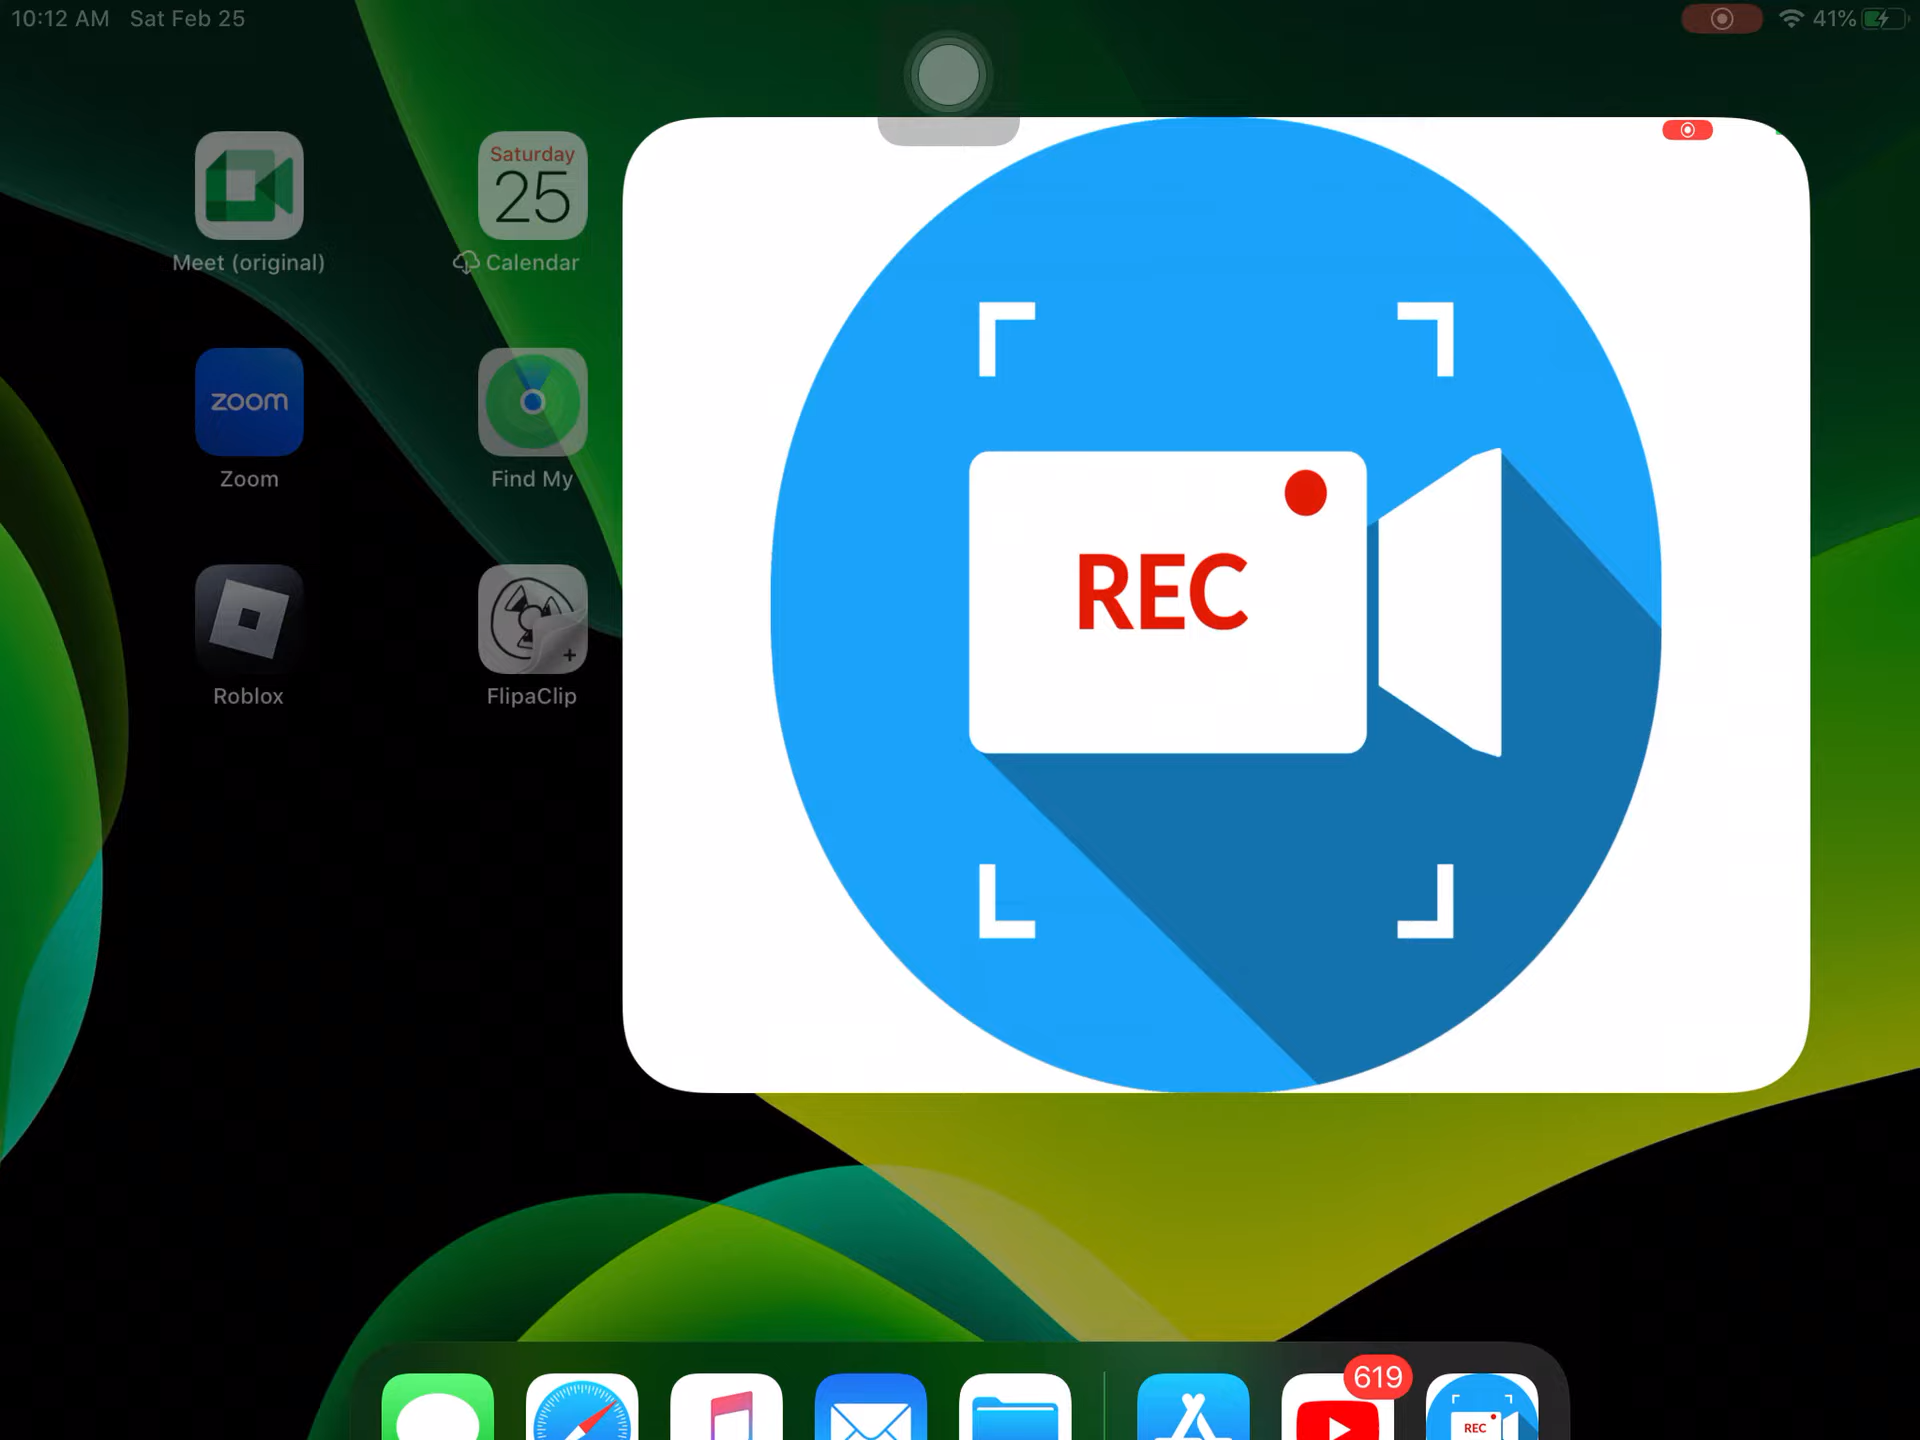 10:12 AM Sat Feb 25
41%
Saturday
25
Meet (original)
Calendar
zoom
Zoom
Find My
Roblox
FlipaClip
REC
619
REC